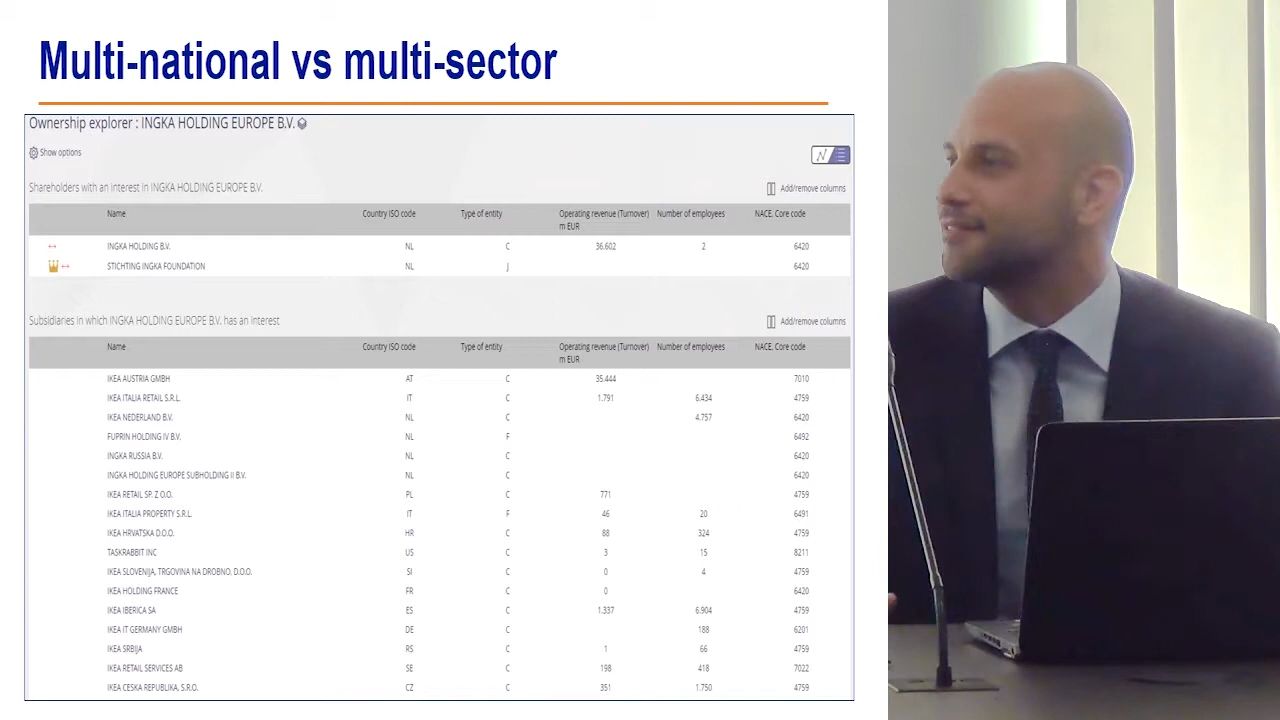 Multi-national vs multi-sector
Ownership explorer : INGKA HOLDING EUROPE B.V.
Show options
Shareholders with an interest in INGKA HOLDING EUROPE B.V.
Add/remove columns
Name Country ISO code Type of entity Operating revenue (Turnover) m EUR Number of employees NACE, Core code
INGKA HOLDING B.V. NL C 36.602 2 6420
STICHTING INGKA FOUNDATION NL J 6420
Subsidiaries in which INGKA HOLDING EUROPE B.V. has an interest
Add/remove columns
Name Country ISO code Type of entity Operating revenue (Turnover) m EUR Number of employees NACE, Core code
IKEA AUSTRIA GMBH AT C 35.444 7010
IKEA ITALIA RETAIL S.R.L. IT C 1.791 6.434 4759
IKEA NEDERLAND B.V. NL C 4.757 6420
FUPRIN HOLDING IV B.V. NL F 6492
INGKA RUSSIA B.V. NL C 6420
INGKA HOLDING EUROPE SUBHOLDING II B.V. NL C 6420
IKEA RETAIL SP. Z O.O. PL C 771 4759
IKEA ITALIA PROPERTY S.R.L. IT F 46 20 6491
IKEA HRVATSKA D.O.O. HR C 88 324 4759
TASKRABBIT INC US C 3 15 8211
IKEA SLOVENIJA, TRGOVINA NA DROBNO, D.O.O. SI C 0 4 4759
IKEA HOLDING FRANCE FR C 0 6420
IKEA IBERICA SA ES C 1.337 6.904 4759
IKEA IT GERMANY GMBH DE C 188 6201
IKEA SRBIJA RS C 1 66 4759
IKEA RETAIL SERVICES AB SE C 198 418 7022
IKEA CESKA REPUBLIKA, S.R.O. CZ C 351 1.750 4759